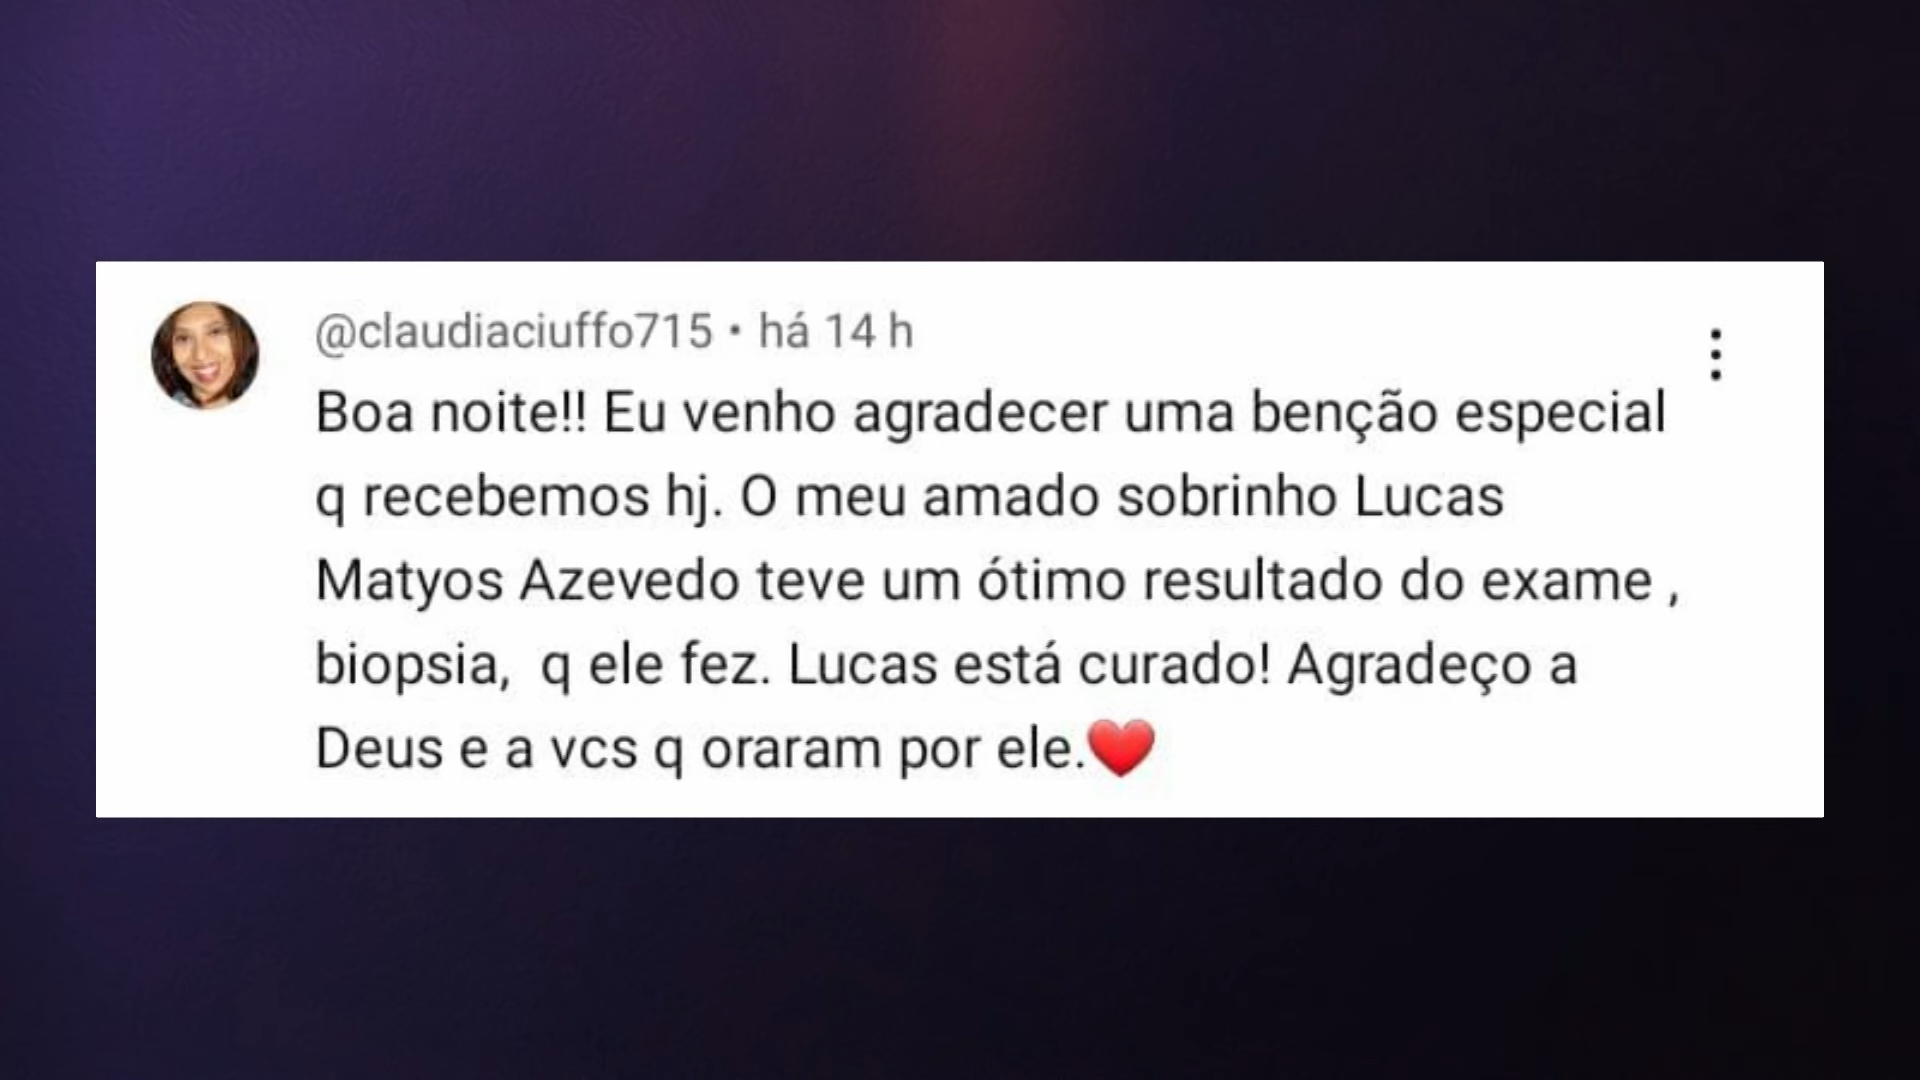 @claudiaciuffo715 • há 14 h
Boa noite!! Eu venho agradecer uma benção especial
q recebemos hj. O meu amado sobrinho Lucas
Matyos Azevedo teve um ótimo resultado do exame ,
biopsia,  q ele fez. Lucas está curado! Agradeço a
Deus e a vcs q oraram por ele.❤️